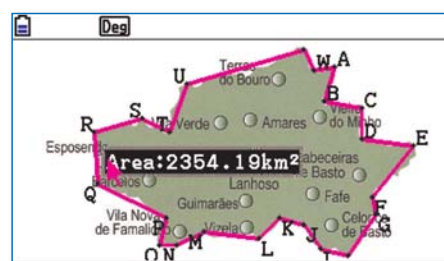 Deg
Terras
do Bouro
W A
U
B
C
Vieira
do Minho
S
R
T
Verde
Amares
D
E
Esposende
Area:2354.19km²
Cabeceiras
de Basto
Barcelos
Lanhoso
Q
Guimarães
Fafe
F
G
Vila Nova
de Famalicão
P
Vizela
K
Celorico
de Basto
O N
M
L
J
I